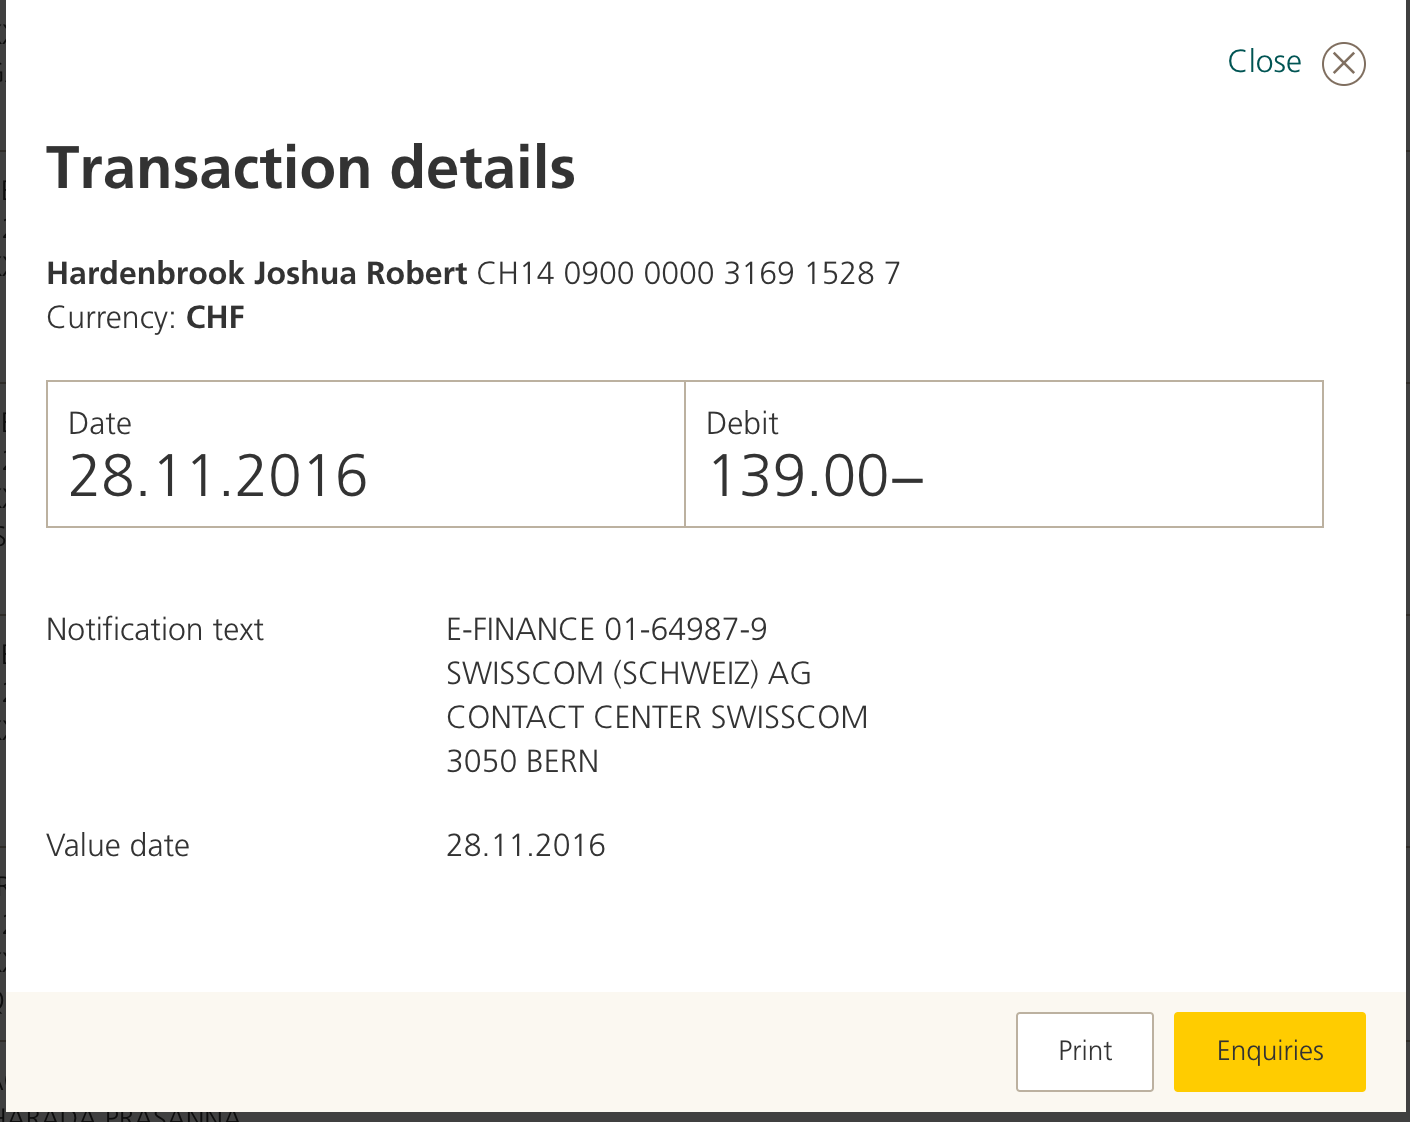 Close
Transaction details
Hardenbrook Joshua Robert CH14 0900 0000 3169 1528 7
Currency: CHF
Date
28.11.2016
Debit
139.00–
Notification text
E-FINANCE 01-64987-9
SWISSCOM (SCHWEIZ) AG
CONTACT CENTER SWISSCOM
3050 BERN
Value date
28.11.2016
Print
Enquiries
PRASANNA